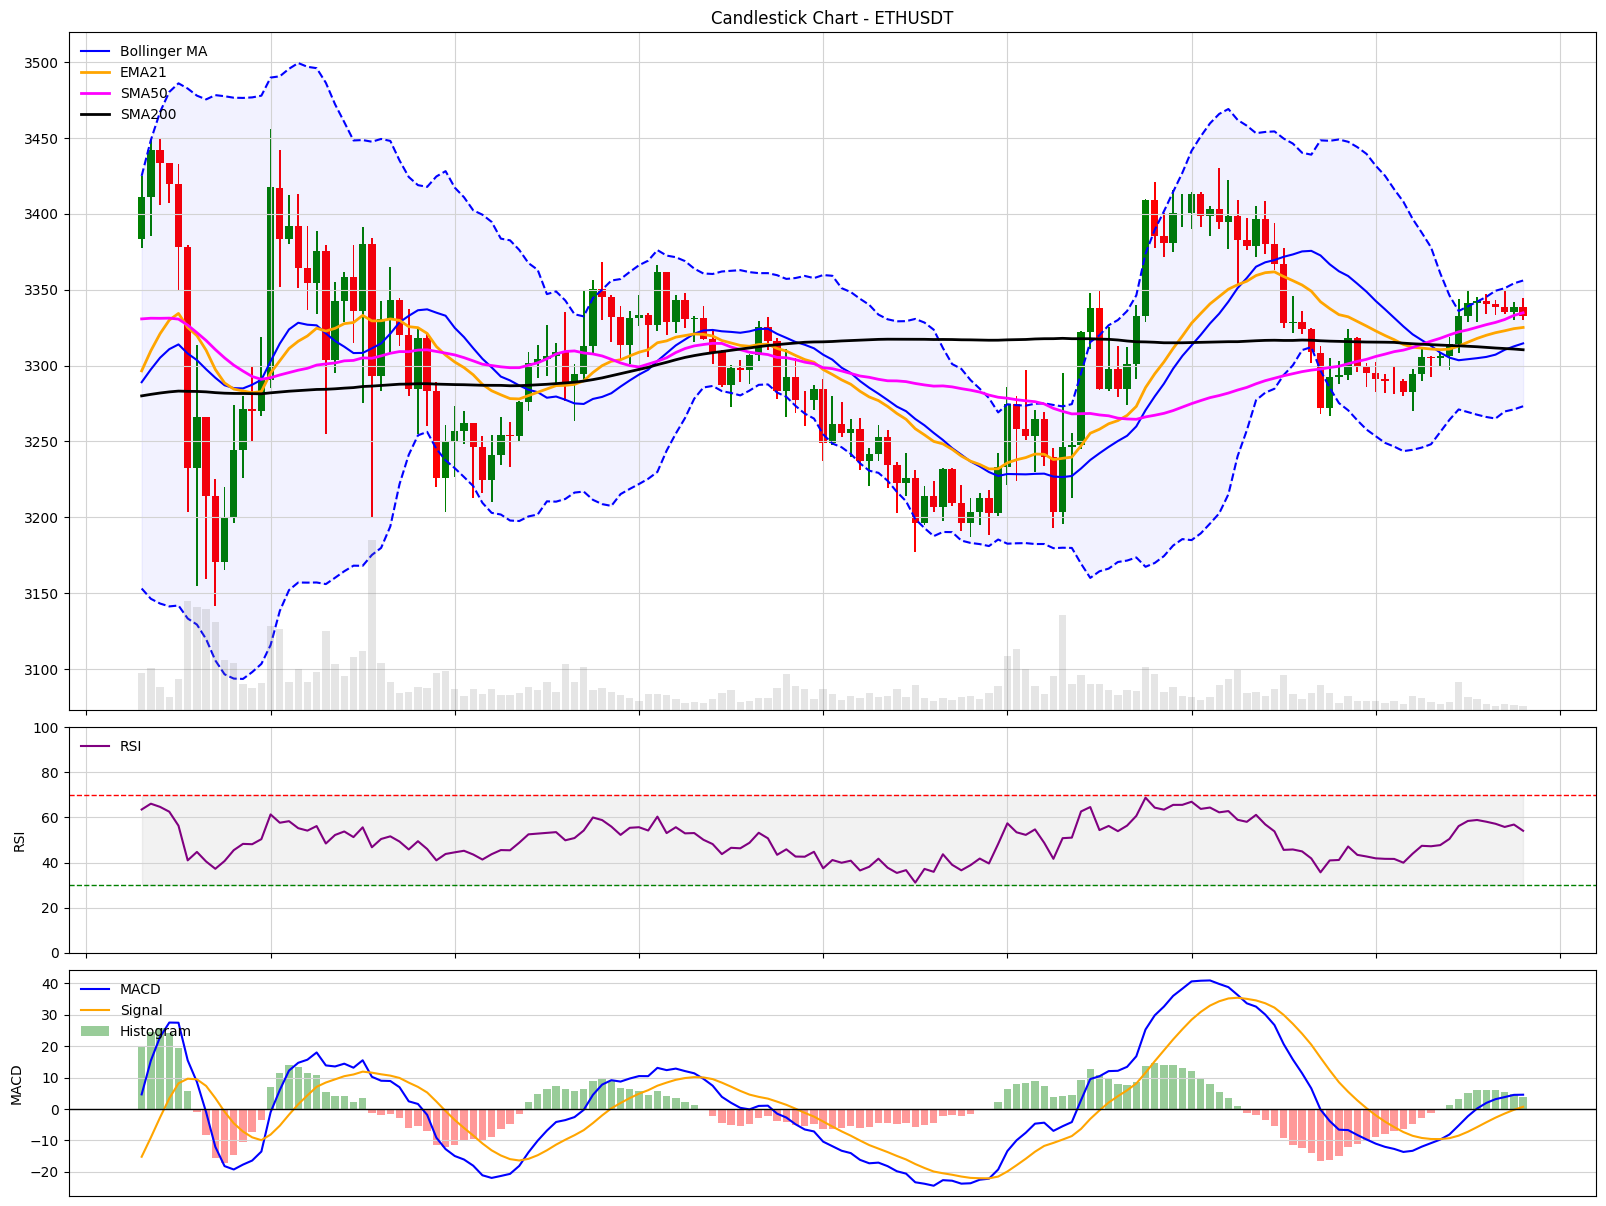 Candlestick Chart - ETHUSDT
Bollinger MA
EMA21
SMA50
SMA200
3500
3450
3400
3350
3300
3250
3200
3150
3100
RSI
100
80
60
40
20
0
RSI
MACD
Signal
Histogram
40
30
20
10
0
−10
−20
MACD